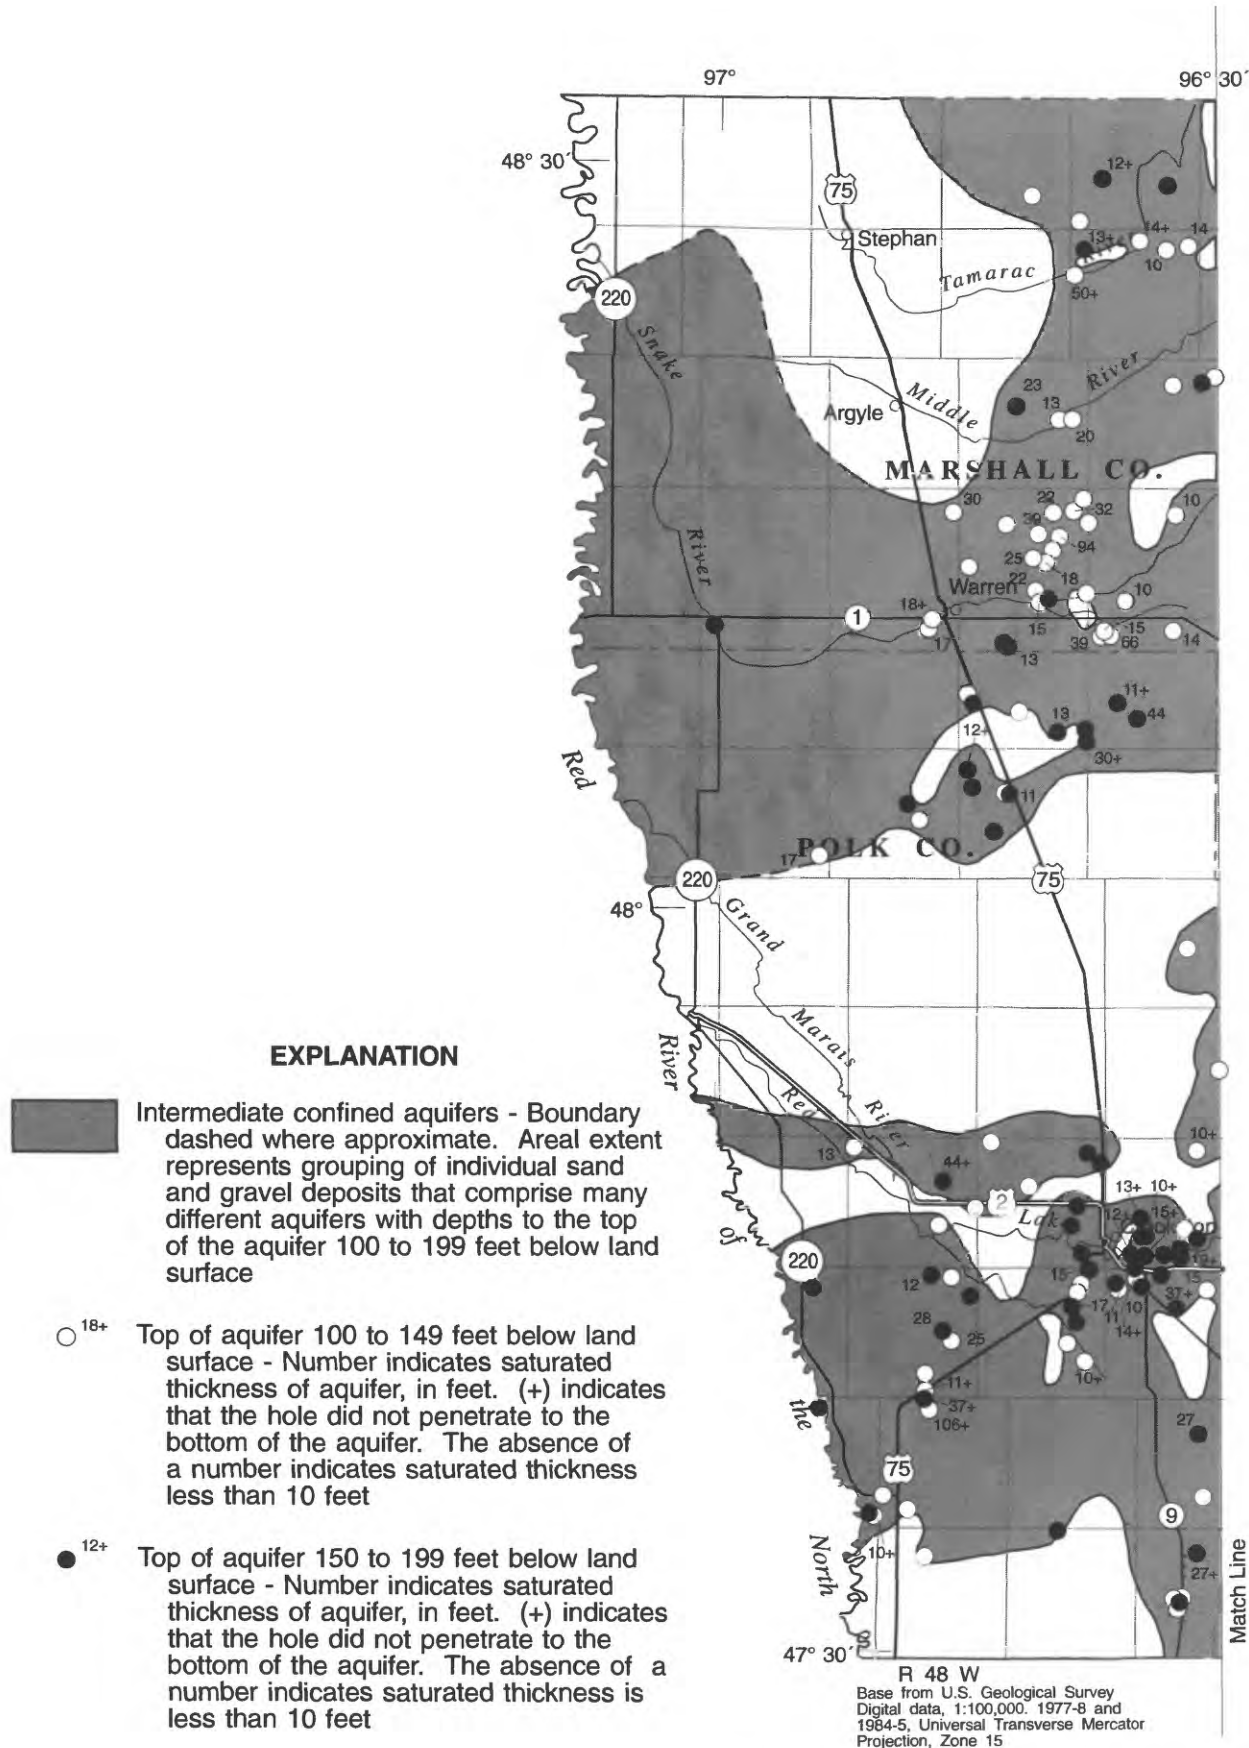 97°
96° 30´
48° 30´
12+
75
Stephan
13+
14+
14
10
River
Tamarac
50+
220
Snake
River
23
13
Argyle
Middle
20
MARSHALL CO.
30
22
32
10
39
94
25
18
22
Warren
10
River
18+
1
15
15
17
13
39
66
14
11+
13
44
12+
30+
Red
11
POLK CO.
17
220
75
48°
Grand
Marais
River
Red
River
10+
13
44+
13+
10+
2
Lak
12+
15+
of
220
12
15
19+
15
37+
17
10
28
11
14+
25
10+
11+
37+
106+
the
27
75
9
North
10+
27+
Match Line
47° 30´
R 48 W
Base from U.S. Geological Survey
Digital data, 1:100,000. 1977-8 and
1984-5, Universal Transverse Mercator
Projection, Zone 15
EXPLANATION
Intermediate confined aquifers - Boundary
dashed where approximate. Areal extent
represents grouping of individual sand
and gravel deposits that comprise many
different aquifers with depths to the top
of the aquifer 100 to 199 feet below land
surface
18+
Top of aquifer 100 to 149 feet below land
surface - Number indicates saturated
thickness of aquifer, in feet. (+) indicates
that the hole did not penetrate to the
bottom of the aquifer. The absence of
a number indicates saturated thickness
less than 10 feet
12+
Top of aquifer 150 to 199 feet below land
surface - Number indicates saturated
thickness of aquifer, in feet. (+) indicates
that the hole did not penetrate to the
bottom of the aquifer. The absence of a
number indicates saturated thickness is
less than 10 feet